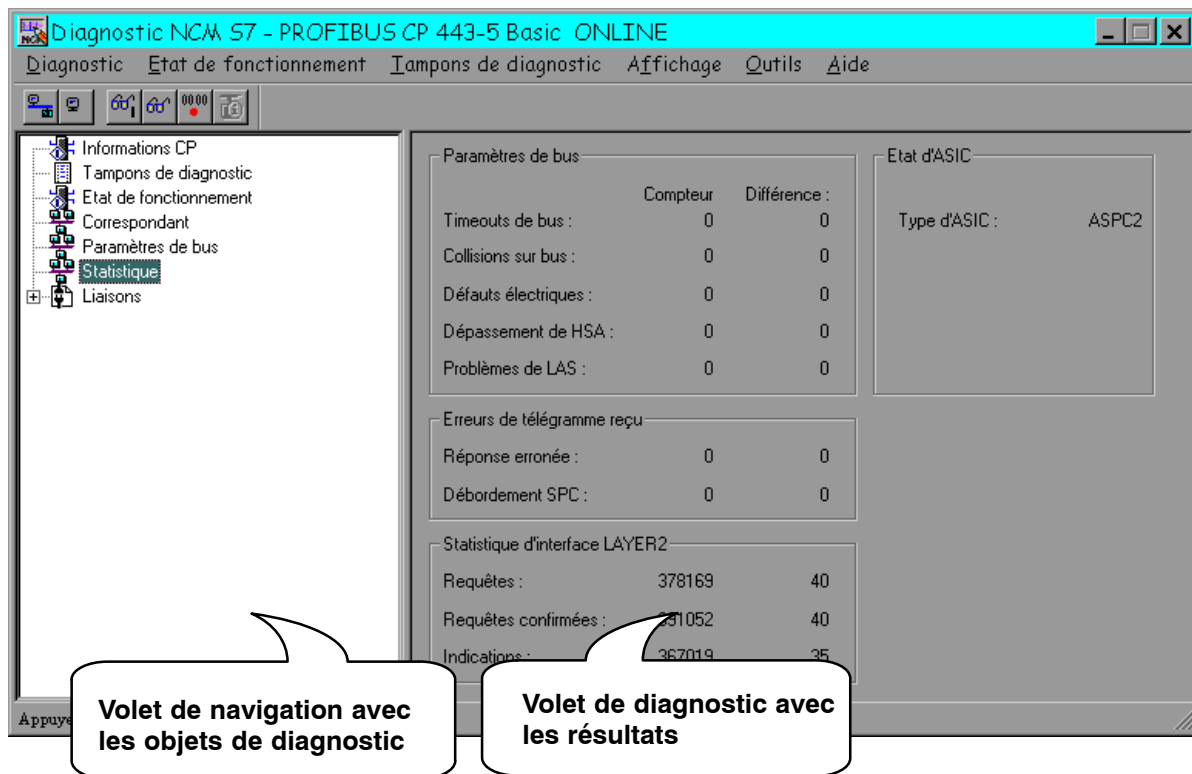 Diagnostic NCM S7 - PROFIBUS CP 443-5 Basic ONLINE
Diagnostic Etat de fonctionnement Tampons de diagnostic Affichage Outils Aide
Informations CP
Tampons de diagnostic
Etat de fonctionnement
Correspondant
Paramètres de bus
Statistique
Liaisons
Paramètres de bus
Compteur Différence :
Timeouts de bus : 0 0
Collisions sur bus : 0 0
Défauts électriques : 0 0
Dépassement de HSA : 0 0
Problèmes de LAS : 0 0
Etat d'ASIC
Type d'ASIC : ASPC2
Erreurs de télégramme reçu
Réponse erronée : 0 0
Débordement SPC : 0 0
Statistique d'interface LAYER2
Requêtes : 378169 40
Requêtes confirmées : 391052 40
Indications : 367019 35
Volet de navigation avec
les objets de diagnostic
Volet de diagnostic avec
les résultats